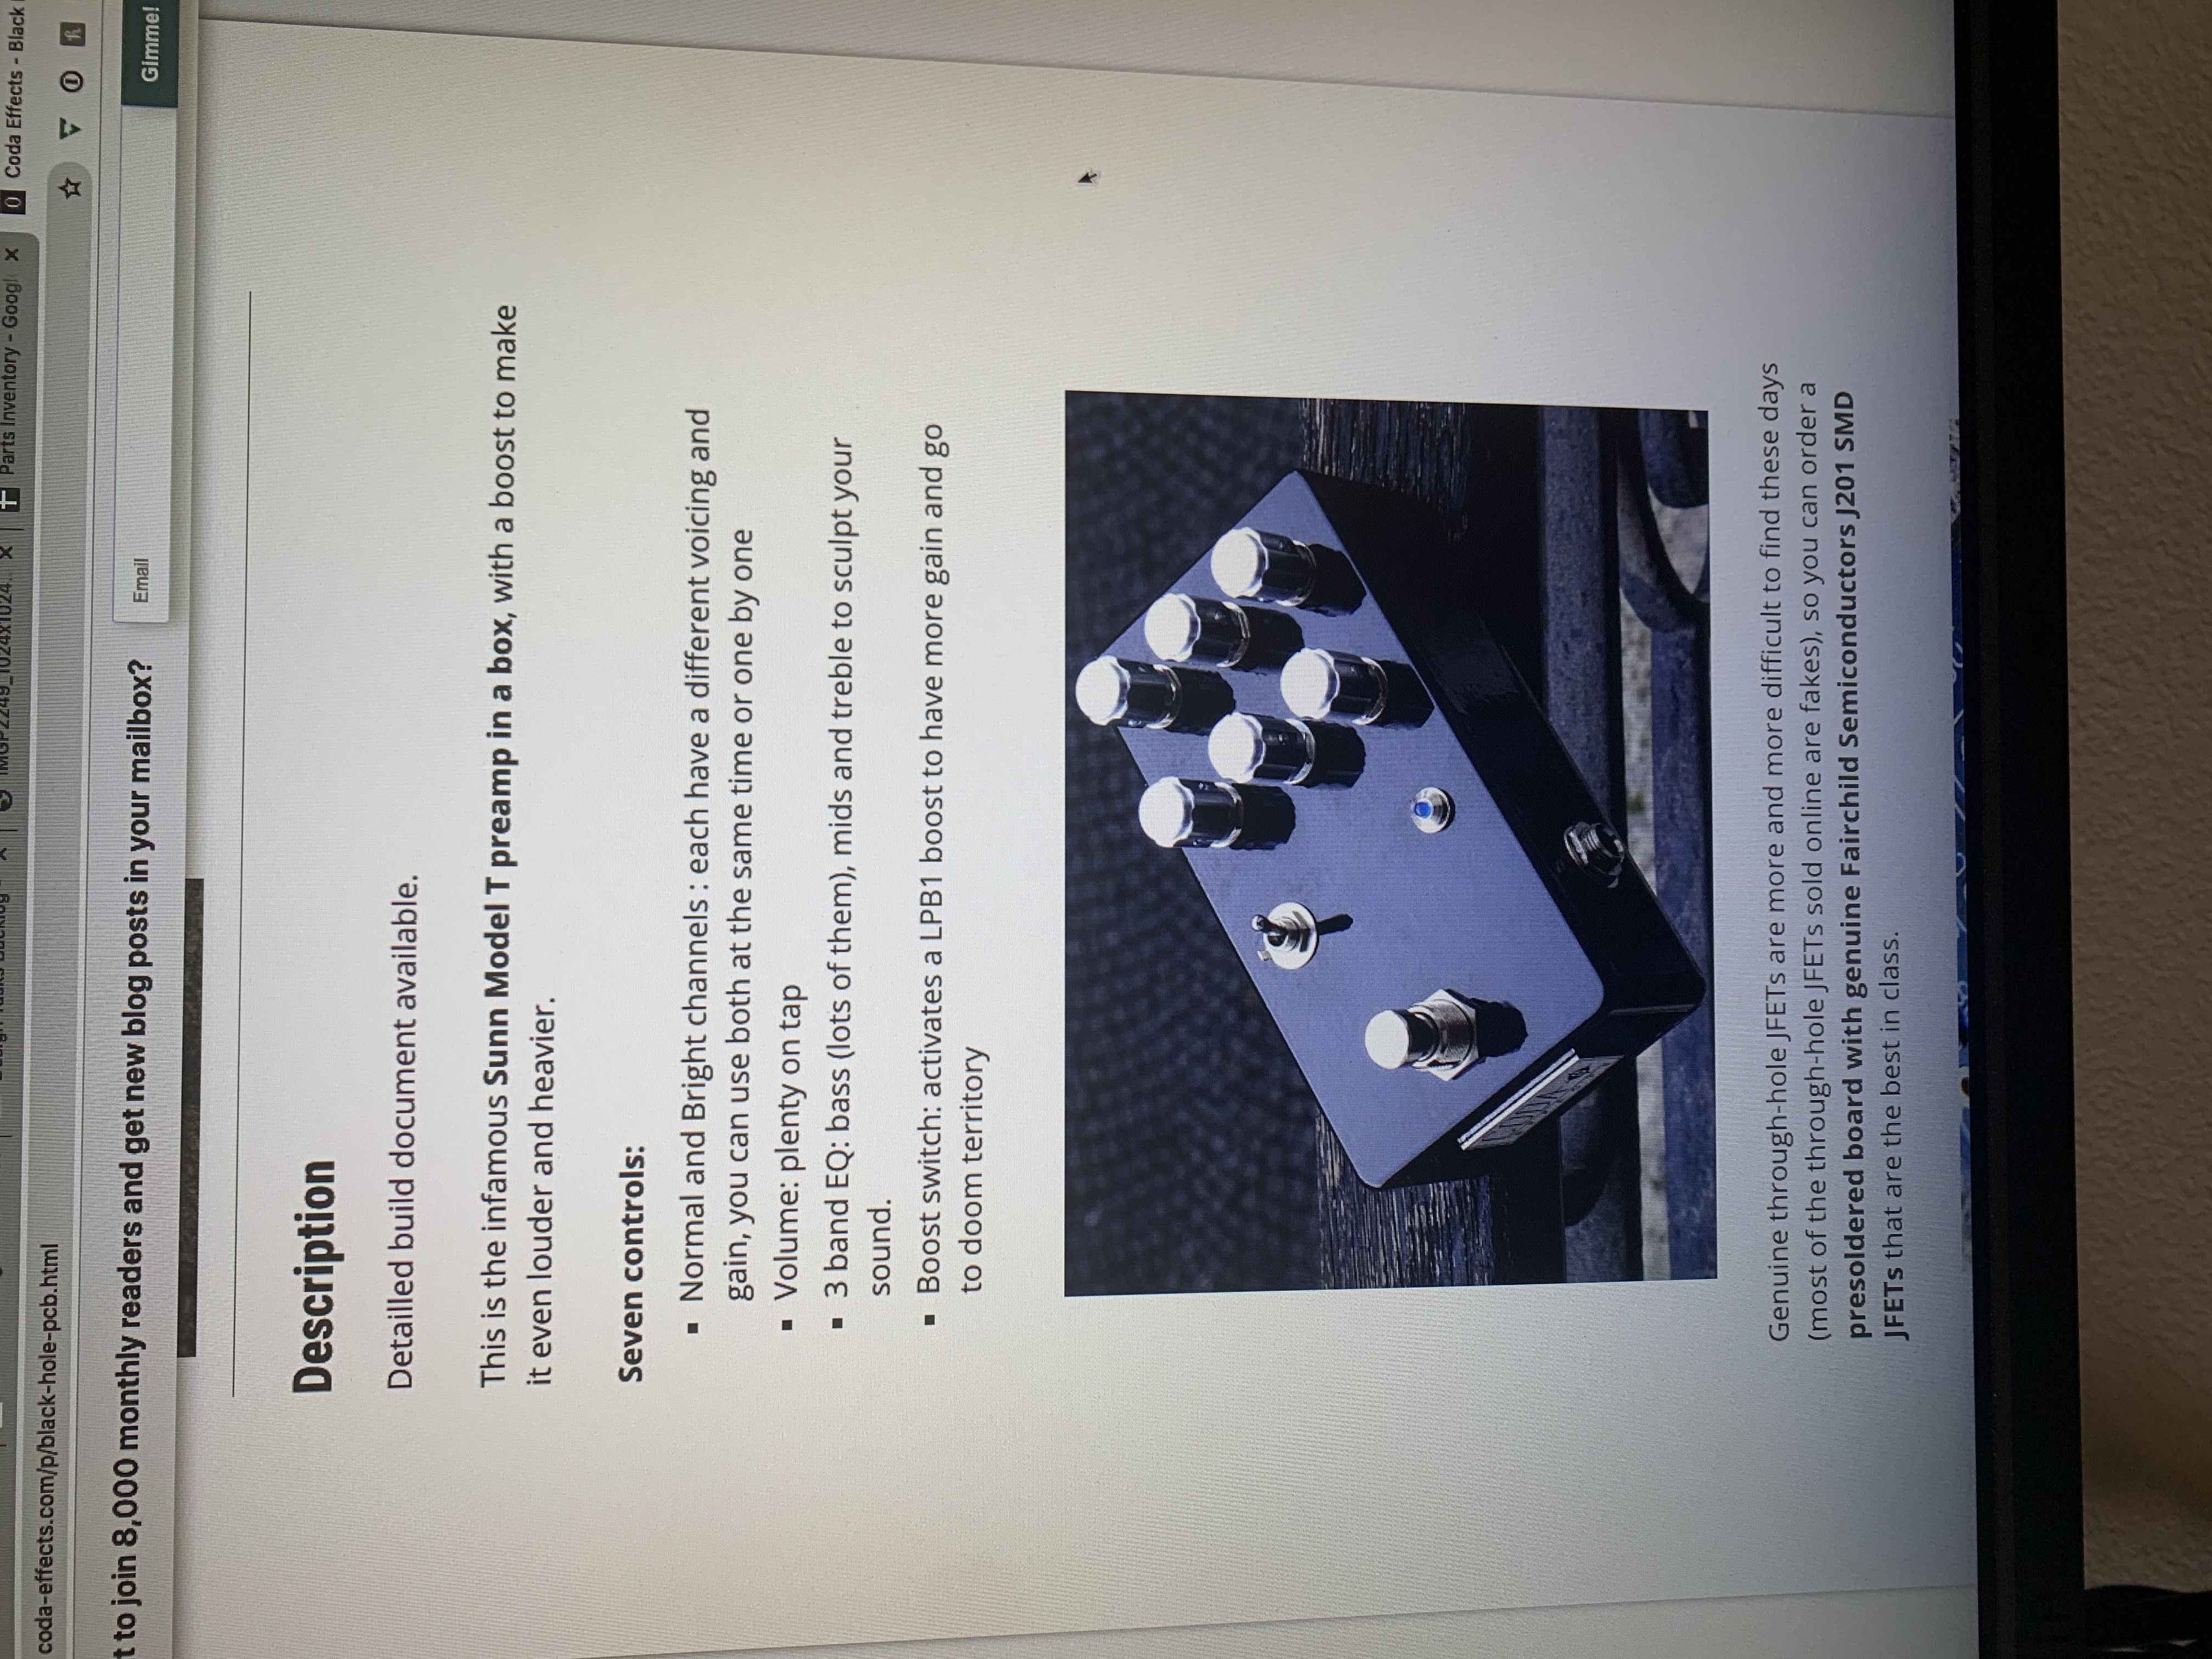 IMGP2249_1024x1024..
Parts Inventory - Googl
Coda Effects - Black
coda-effects.com/p/black-hole-pcb.html
t to join 8,000 monthly readers and get new blog posts in your mailbox?
Email
Gimme!
Description
Detailled build document available.
This is the infamous Sunn Model T preamp in a box, with a boost to make
it even louder and heavier.
Seven controls:
Normal and Bright channels : each have a different voicing and
gain, you can use both at the same time or one by one
Volume: plenty on tap
3 band EQ: bass (lots of them), mids and treble to sculpt your
sound.
Boost switch: activates a LPB1 boost to have more gain and go
to doom territory
CODA
Genuine through-hole JFETs are more and more difficult to find these days
(most of the through-hole JFETs sold online are fakes), so you can order a
presoldered board with genuine Fairchild Semiconductors J201 SMD
JFETs that are the best in class.